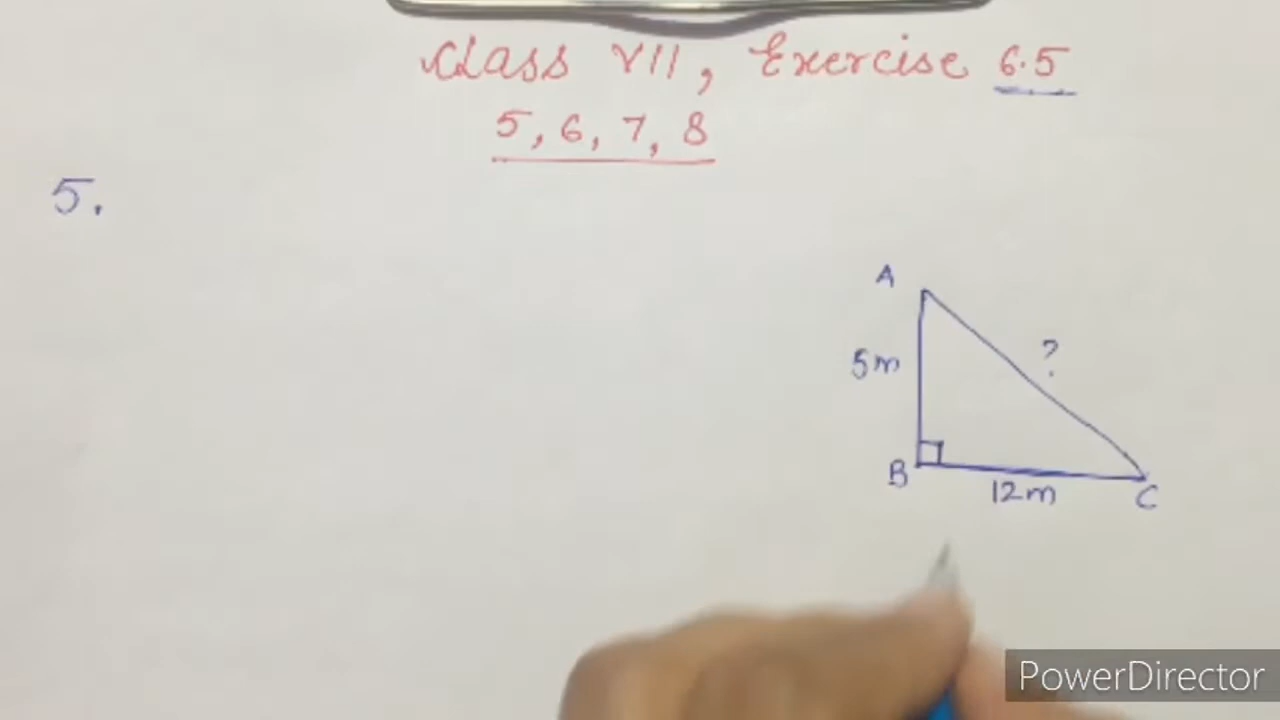 Class VII, Exercise 6.5
5, 6, 7, 8
5.
A
5m
?
B
12m
C
PowerDirector